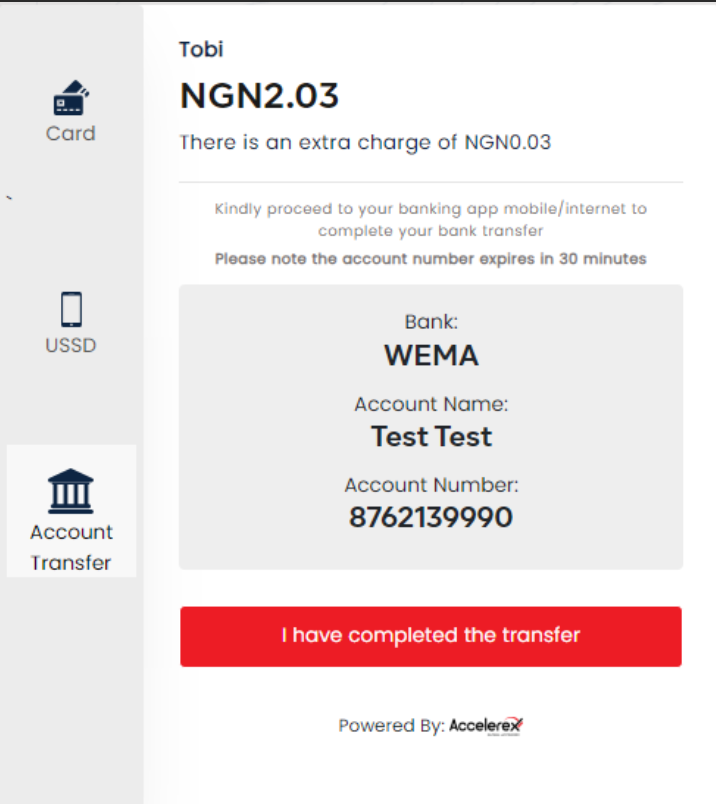 Card
USSD
Account
Transfer
Tobi
NGN2.03
There is an extra charge of NGN0.03
Kindly proceed to your banking app mobile/internet to
complete your bank transfer
Please note the account number expires in 30 minutes
Bank:
WEMA
Account Name:
Test Test
Account Number:
8762139990
I have completed the transfer
Powered By: Accelerex